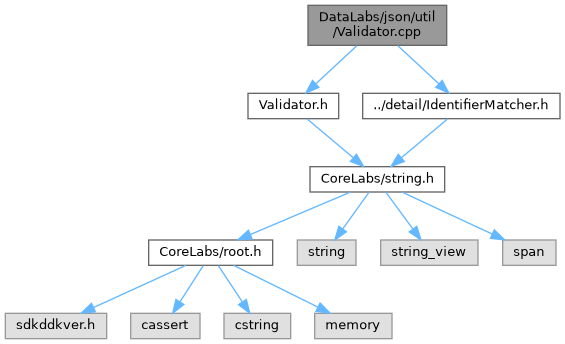 DataLabs/json/util
/Validator.cpp
Validator.h
../detail/IdentifierMatcher.h
CoreLabs/string.h
CoreLabs/root.h
string
string_view
span
sdkddkver.h
cassert
cstring
memory